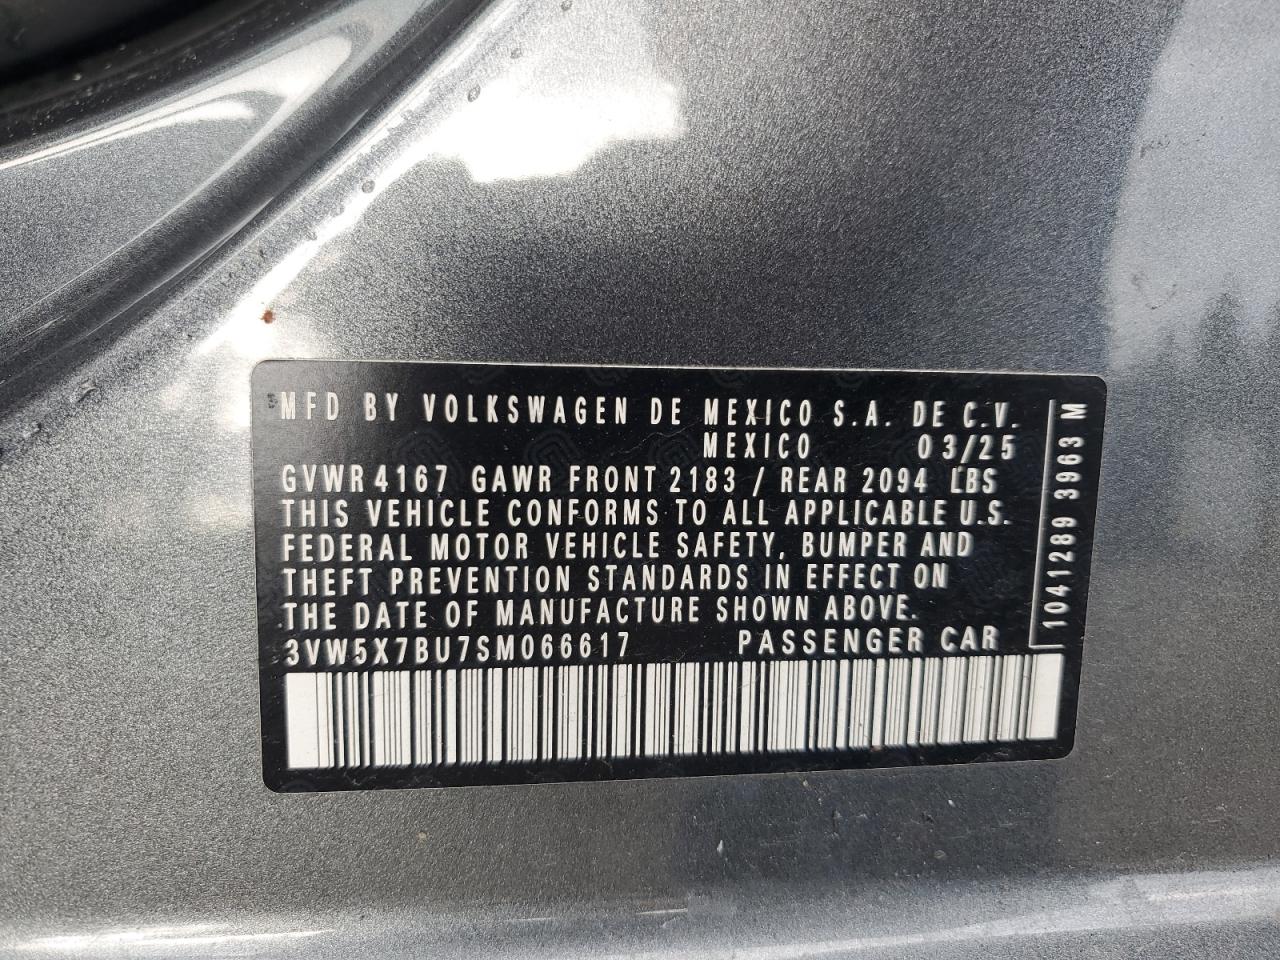 MFD BY VOLKSWAGEN DE MEXICO S.A. DE C.V.
MEXICO 03/25
GVWR 4167 GAWR FRONT 2183 / REAR 2094 LBS
THIS VEHICLE CONFORMS TO ALL APPLICABLE U.S.
FEDERAL MOTOR VEHICLE SAFETY, BUMPER AND
THEFT PREVENTION STANDARDS IN EFFECT ON
THE DATE OF MANUFACTURE SHOWN ABOVE.
3VW5X7BU7SM066617 PASSENGER CAR
1041289 3963 M